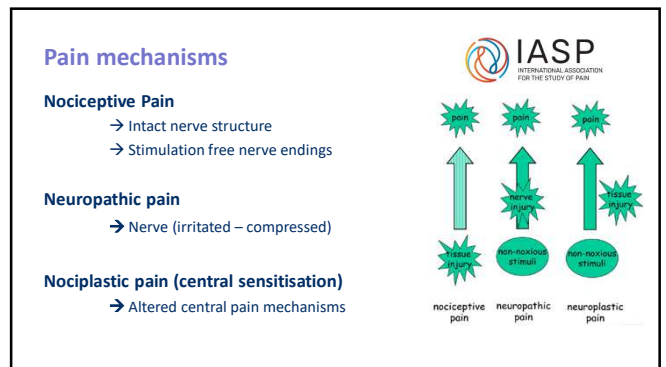 Pain mechanisms
IASP
INTERNATIONAL ASSOCIATION
FOR THE STUDY OF PAIN
Nociceptive Pain
→ Intact nerve structure
→ Stimulation free nerve endings
Neuropathic pain
→ Nerve (irritated – compressed)
Nociplastic pain (central sensitisation)
→ Altered central pain mechanisms
pain
pain
pain
nerve
injury
tissue
injury
tissue
injury
non-noxious
stimuli
non-noxious
stimuli
nociceptive
pain
neuropathic
pain
neuroplastic
pain